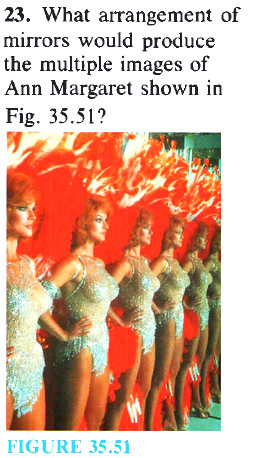 23. What arrangement of
mirrors would produce
the multiple images of
Ann Margaret shown in
Fig. 35.51?
FIGURE 35.51